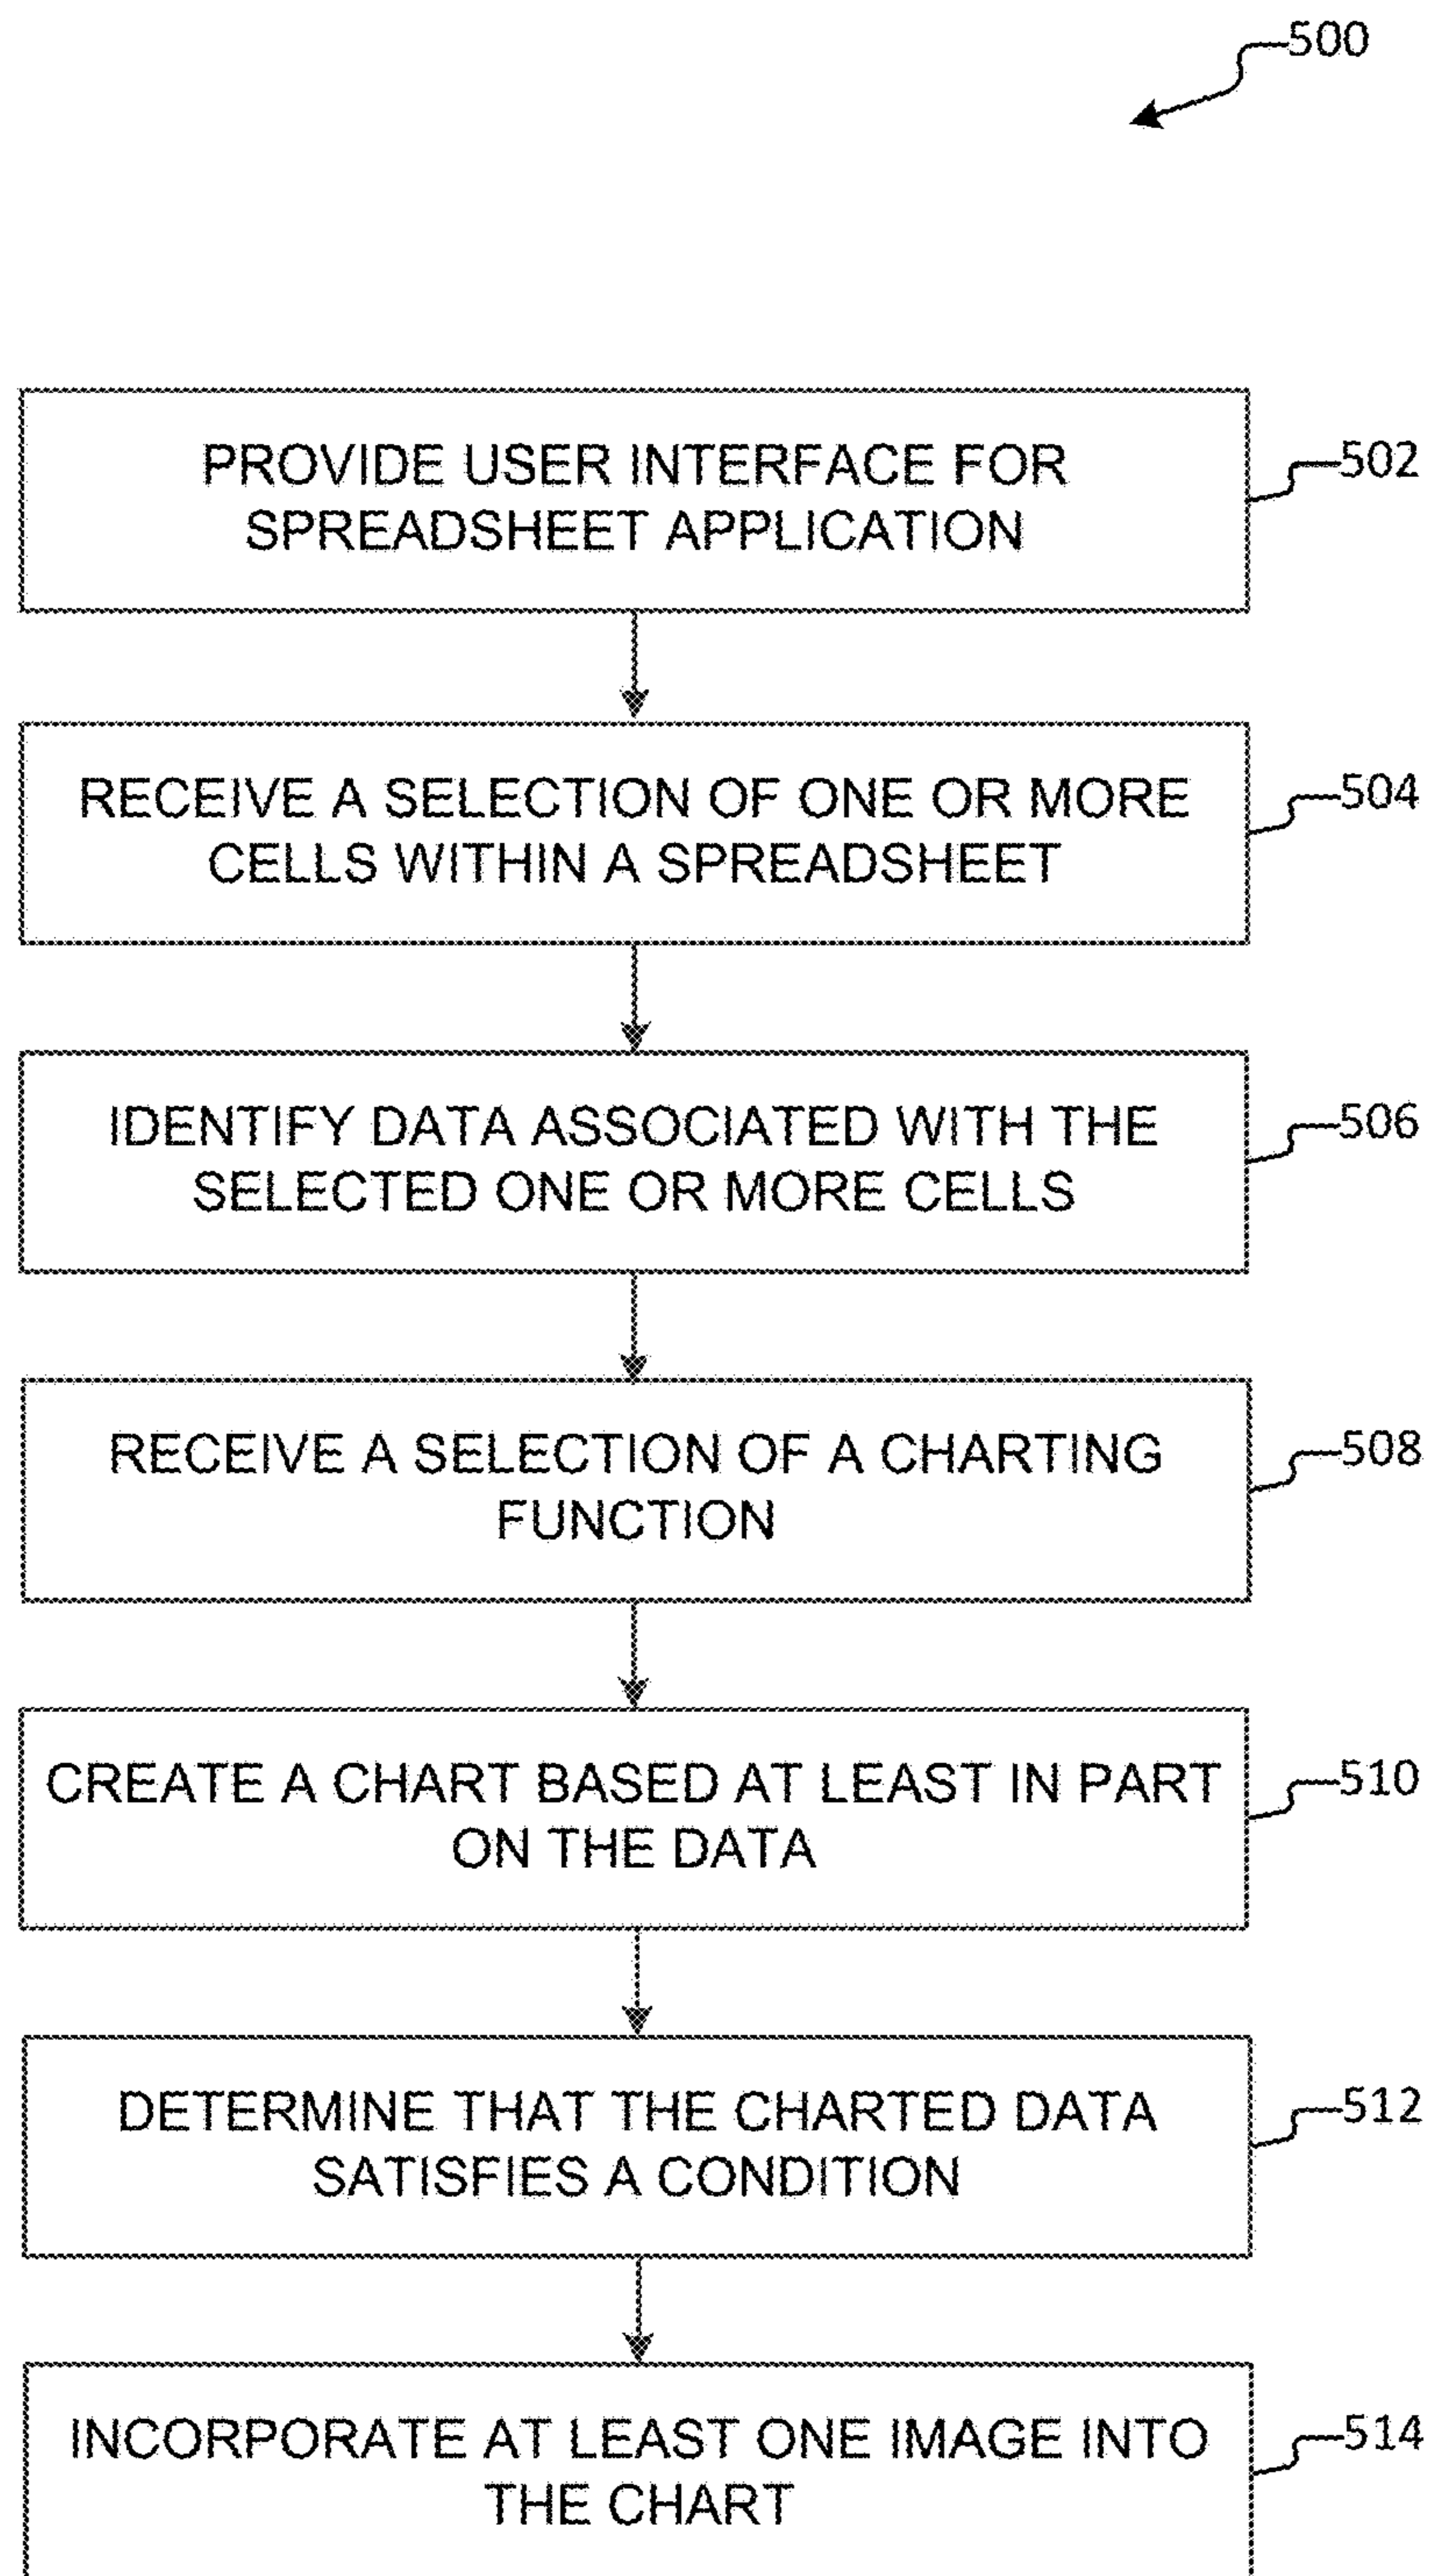 500
PROVIDE USER INTERFACE FOR
SPREADSHEET APPLICATION
502
RECEIVE A SELECTION OF ONE OR MORE
CELLS WITHIN A SPREADSHEET
504
IDENTIFY DATA ASSOCIATED WITH THE
SELECTED ONE OR MORE CELLS
506
RECEIVE A SELECTION OF A CHARTING
FUNCTION
508
CREATE A CHART BASED AT LEAST IN PART
ON THE DATA
510
DETERMINE THAT THE CHARTED DATA
SATISFIES A CONDITION
512
INCORPORATE AT LEAST ONE IMAGE INTO
THE CHART
514